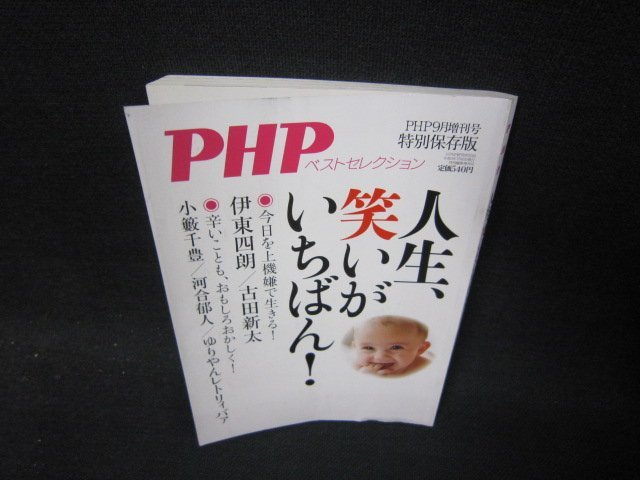 PHP9月増刊号
特別保存版
定価540円
PHP
ベストセレクション
人生、
笑いが
いちばん！
◉今日を上機嫌で生きる！
伊東四朗／古田新太
◉辛いことも、おもしろおかしく！
小籔千豊／河合郁人／ゆりやんレトリィバァ